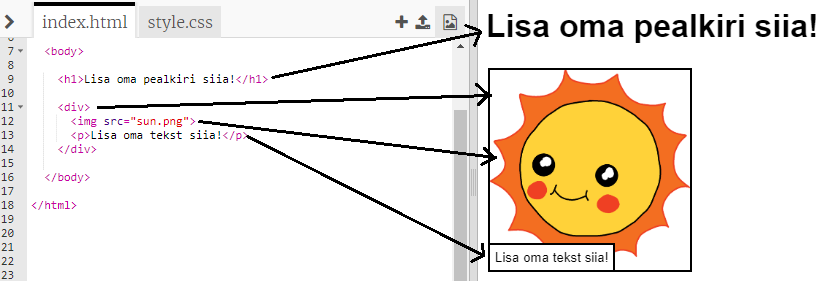 index.html style.css
Lisa oma pealkiri siia!
7 <body>
8
9 <h1>Lisa oma pealkiri siia!</h1>
10
11 <div>
12 <img src="sun.png">
13 <p>Lisa oma tekst siia!</p>
14 </div>
15
16 </body>
17
18 </html>
19
20
21
22
23
Lisa oma tekst siia!